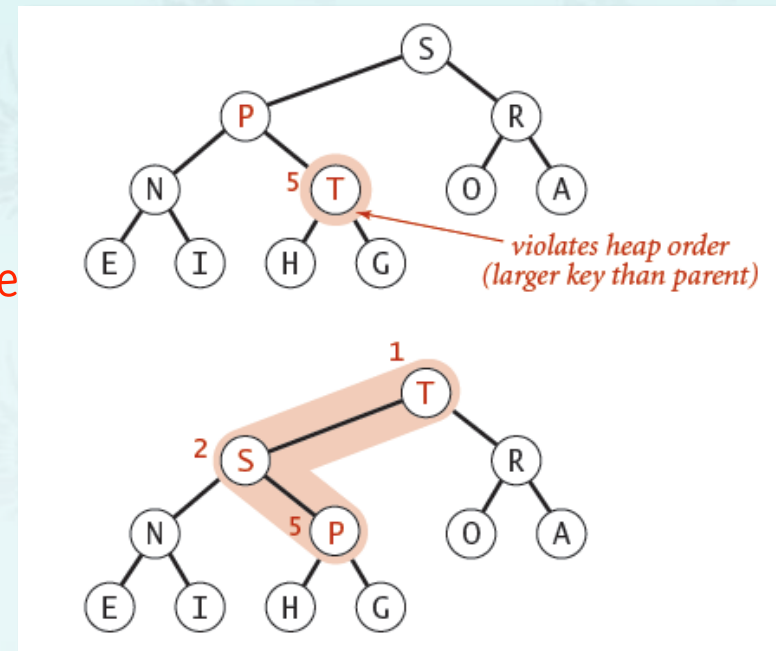 S
P R
N 5 T O A
violates heap order
(larger key than parent)
E I H G
e
1
T
2 S R
N 5 P O A
E I H G